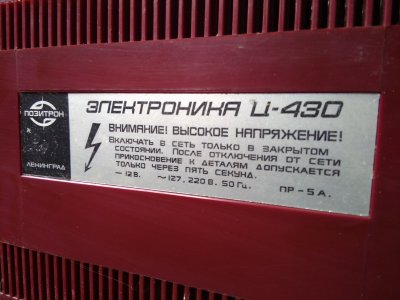 ПОЗИТРОН
ЛЕНИНГРАД
ЭЛЕКТРОНИКА Ц-430
ВНИМАНИЕ! ВЫСОКОЕ НАПРЯЖЕНИЕ!
ВКЛЮЧАТЬ В СЕТЬ ТОЛЬКО В ЗАКРЫТОМ
СОСТОЯНИИ. ПОСЛЕ ОТКЛЮЧЕНИЯ ОТ СЕТИ
ПРИКОСНОВЕНИЕ К ДЕТАЛЯМ ДОПУСКАЕТСЯ
ТОЛЬКО ЧЕРЕЗ ПЯТЬ СЕКУНД.
— 12 В. ~ 127, 220 В. 50 Гц. ПР - 5 А.